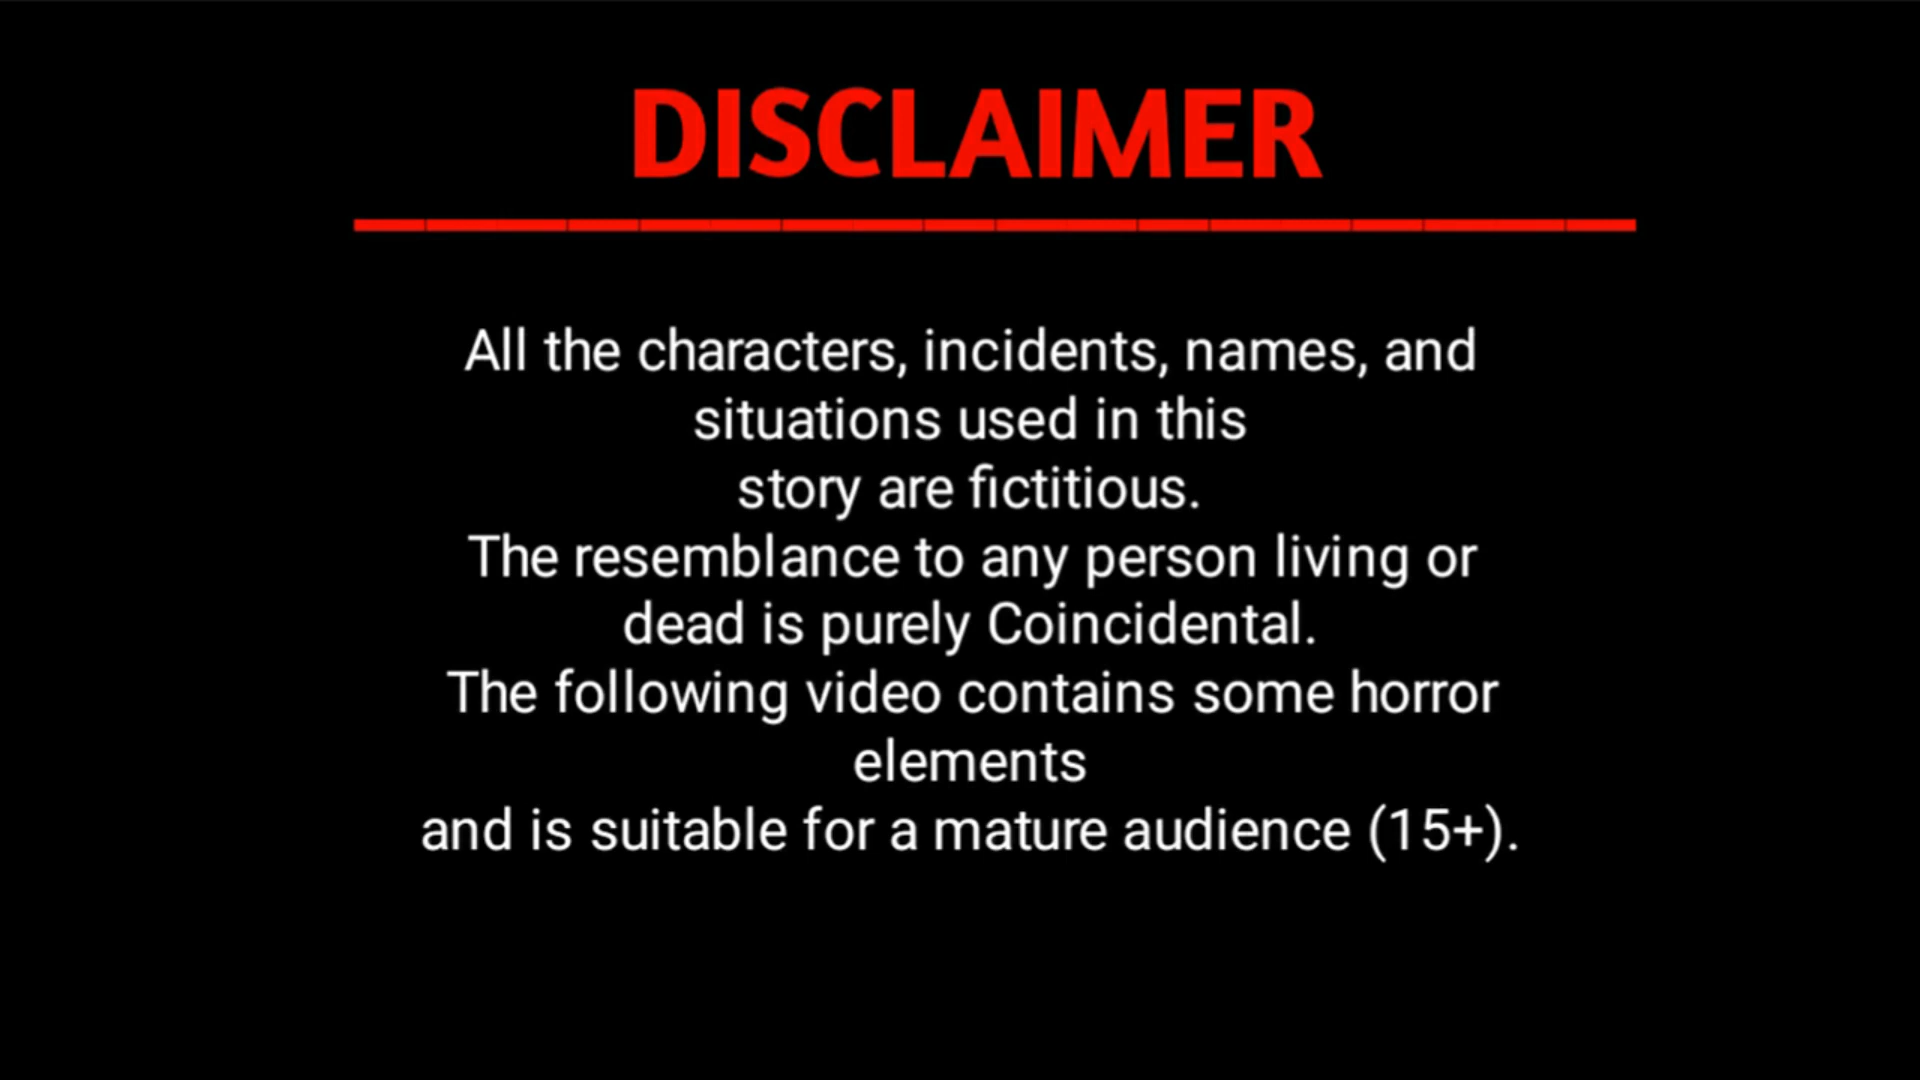 DISCLAIMER
All the characters, incidents, names, and
situations used in this
story are fictitious.
The resemblance to any person living or
dead is purely Coincidental.
The following video contains some horror
elements
and is suitable for a mature audience (15+).